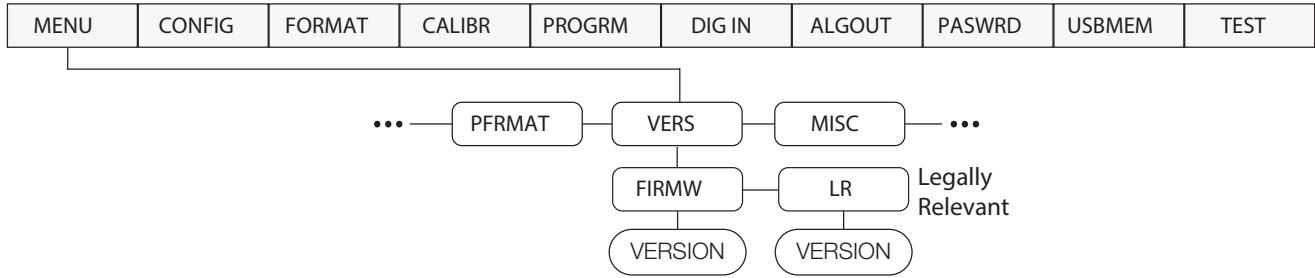 MENU CONFIG FORMAT CALIBR PROGRM DIG IN ALGOUT PASWRD USBMEM TEST
••• PFRMAT VERS MISC •••
FIRMW LR Legally
Relevant
VERSION VERSION